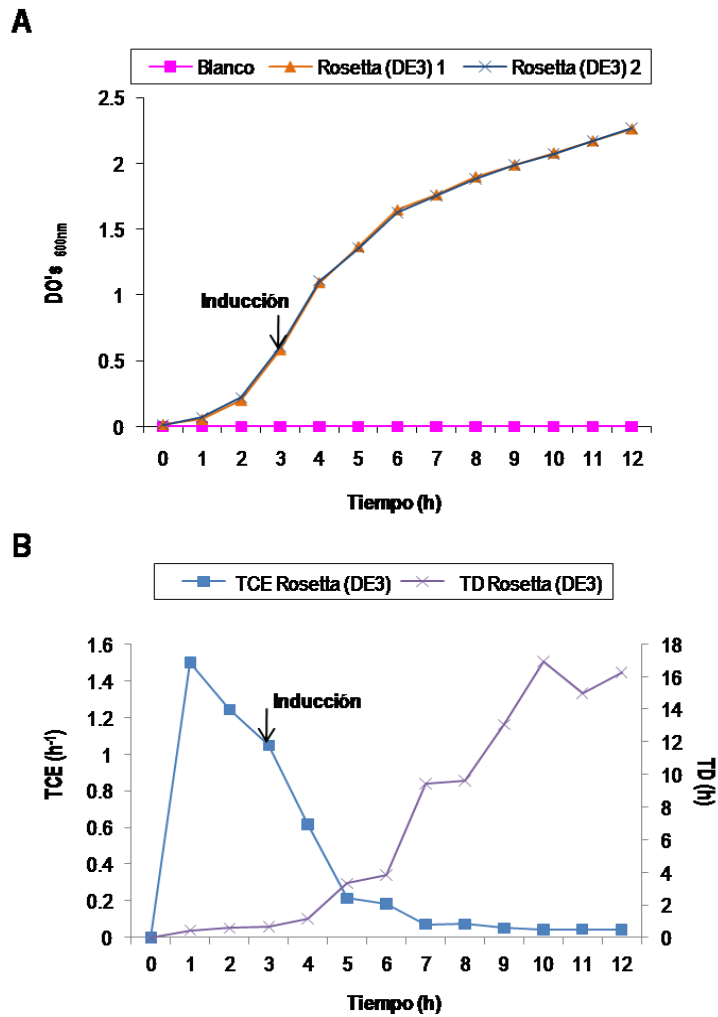 A
Blanco Rosetta (DE3) 1 Rosetta (DE3) 2
2.5
2
1.5
1
0.5
0
DO's 600nm
Inducción
0 1 2 3 4 5 6 7 8 9 10 11 12
Tiempo (h)
B
TCE Rosetta (DE3) TD Rosetta (DE3)
1.6
1.4
1.2
1
0.8
0.6
0.4
0.2
0
TCE (h-1)
Inducción
18
16
14
12
10
8
6
4
2
0
TD (h)
0 1 2 3 4 5 6 7 8 9 10 11 12
Tiempo (h)